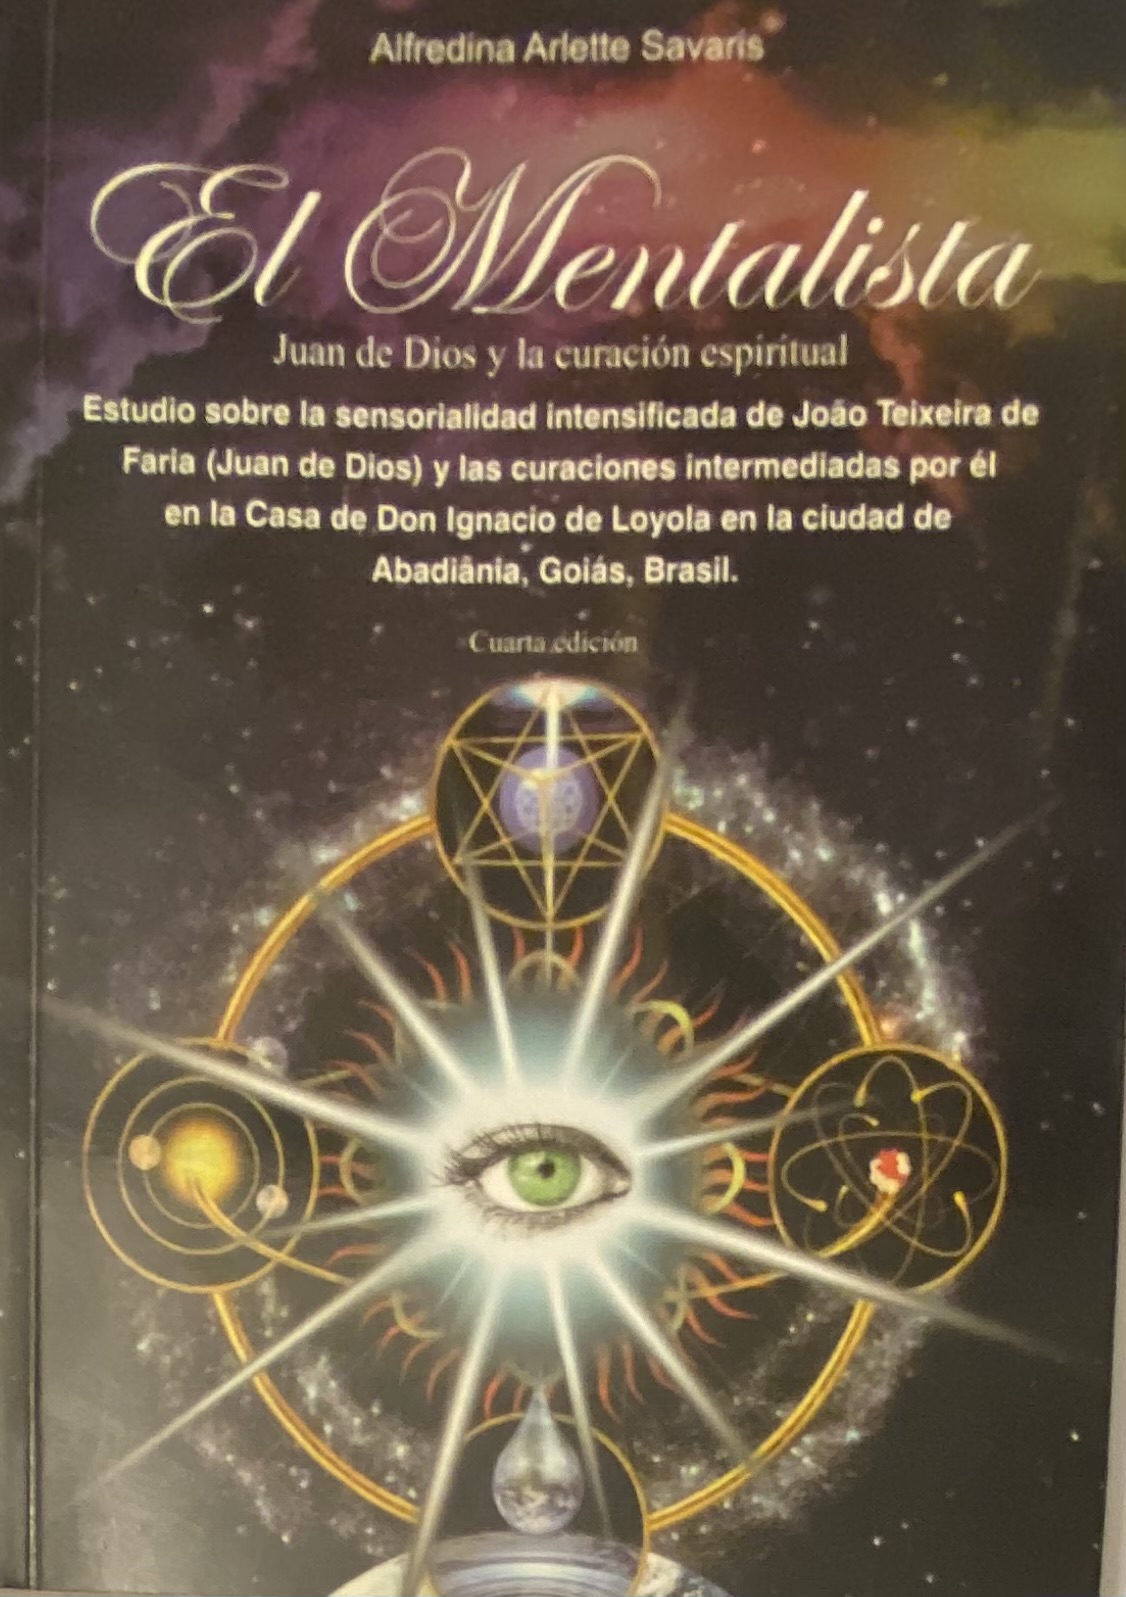 Alfredina Arlette Savaris
El Mentalista
Juan de Dios y la curación espiritual
Estudio sobre la sensorialidad intensificada de João Teixeira de
Faria (Juan de Dios) y las curaciones intermediadas por él
en la Casa de Don Ignacio de Loyola en la ciudad de
Abadiânia, Goiás, Brasil.
Cuarta edición